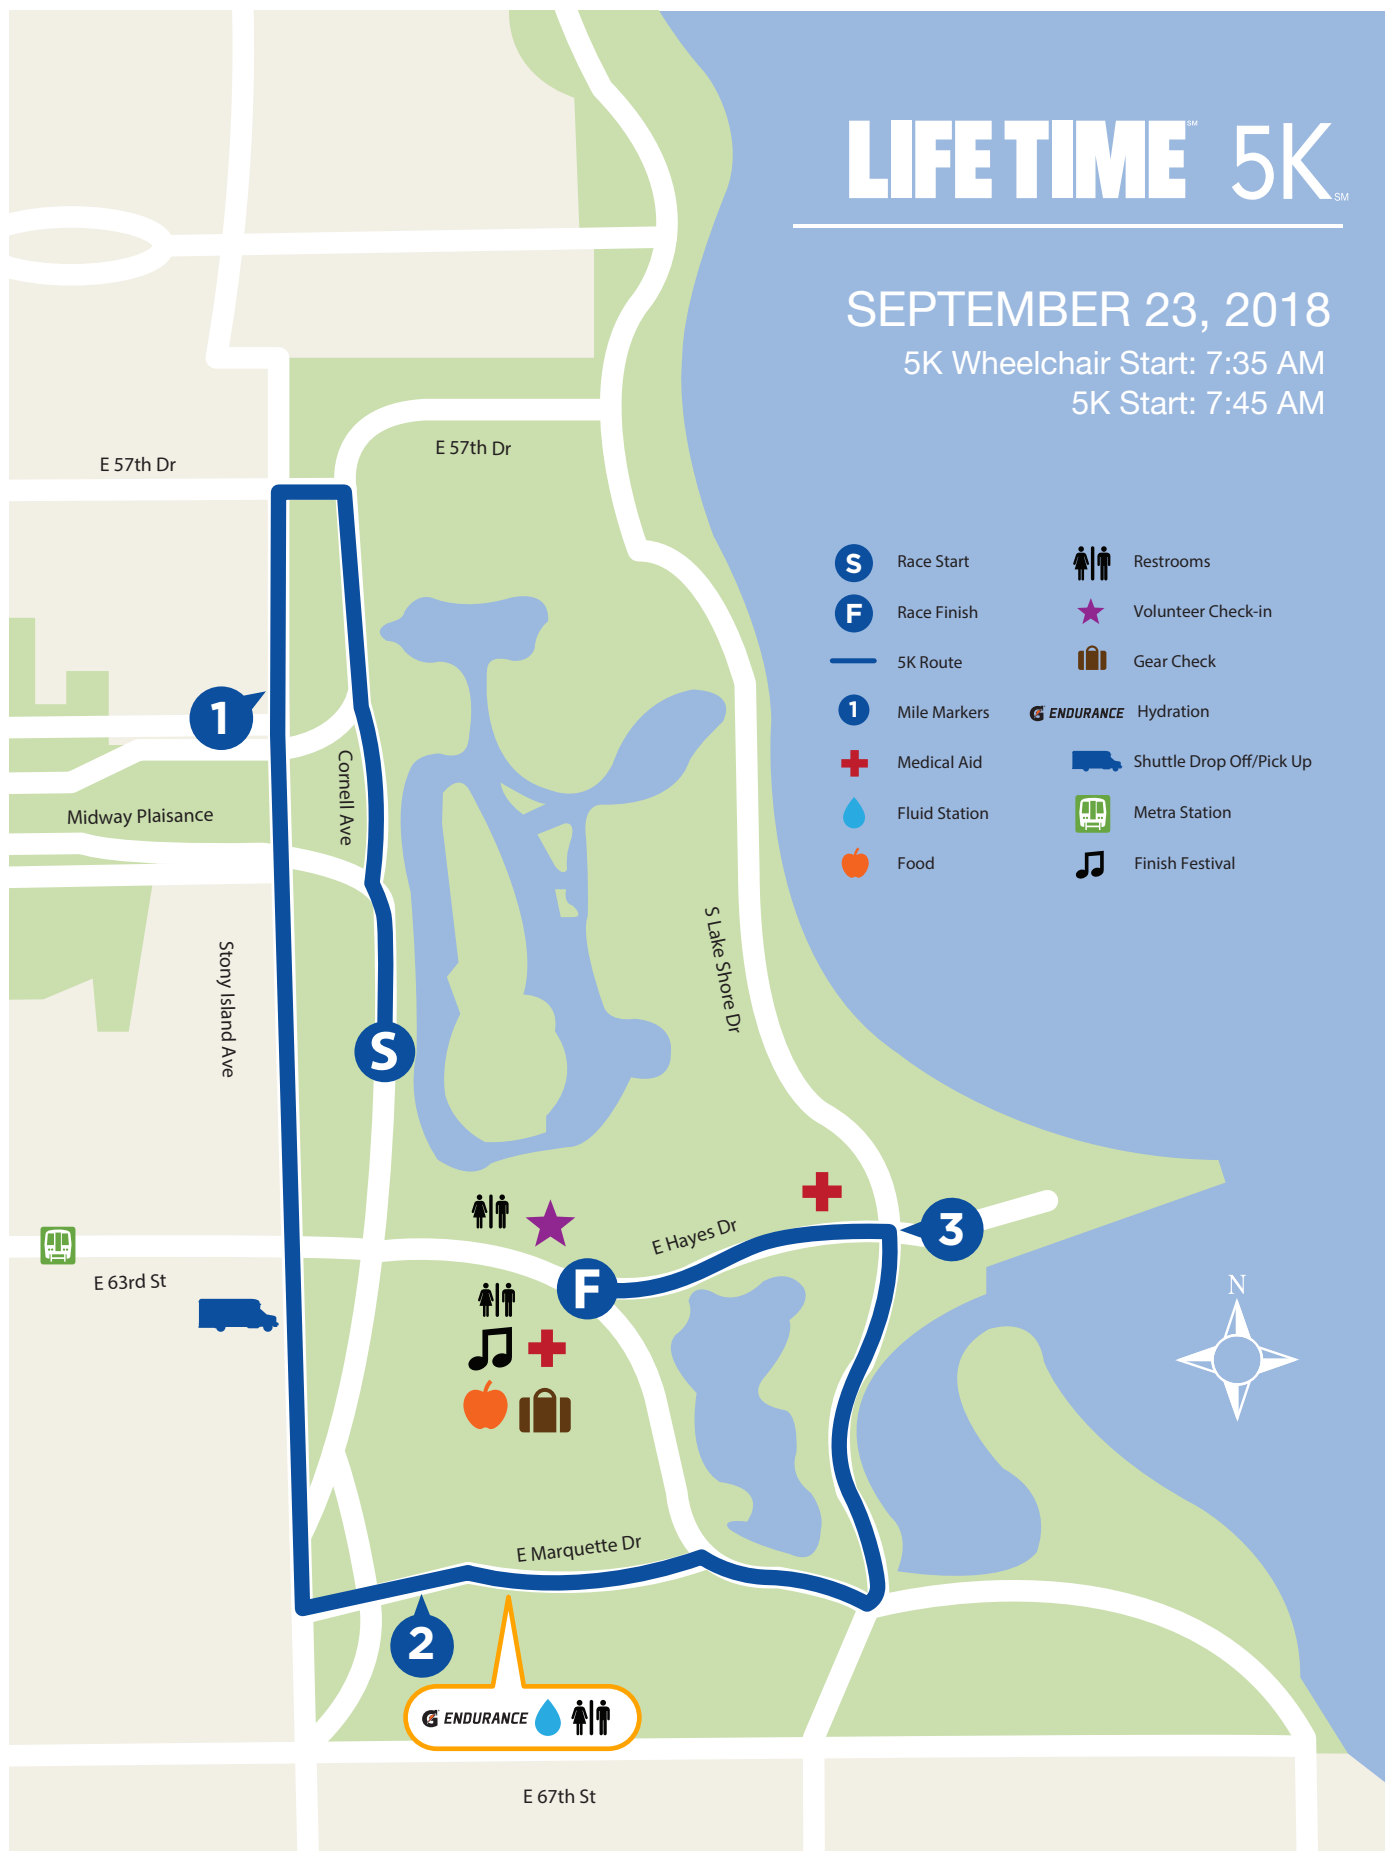 LIFE TIME℠ 5K℠
SEPTEMBER 23, 2018
5K Wheelchair Start: 7:35 AM
5K Start: 7:45 AM
E 57th Dr
E 57th Dr
S Race Start
Restrooms
F Race Finish
Volunteer Check-in
5K Route
Gear Check
1 Mile Markers
G ENDURANCE Hydration
Medical Aid
Shuttle Drop Off/Pick Up
Fluid Station
Metra Station
Food
Finish Festival
1
Cornell Ave
Midway Plaisance
S Lake Shore Dr
Stony Island Ave
S
3
E Hayes Dr
E 63rd St
F
N
E Marquette Dr
2
G ENDURANCE
E 67th St